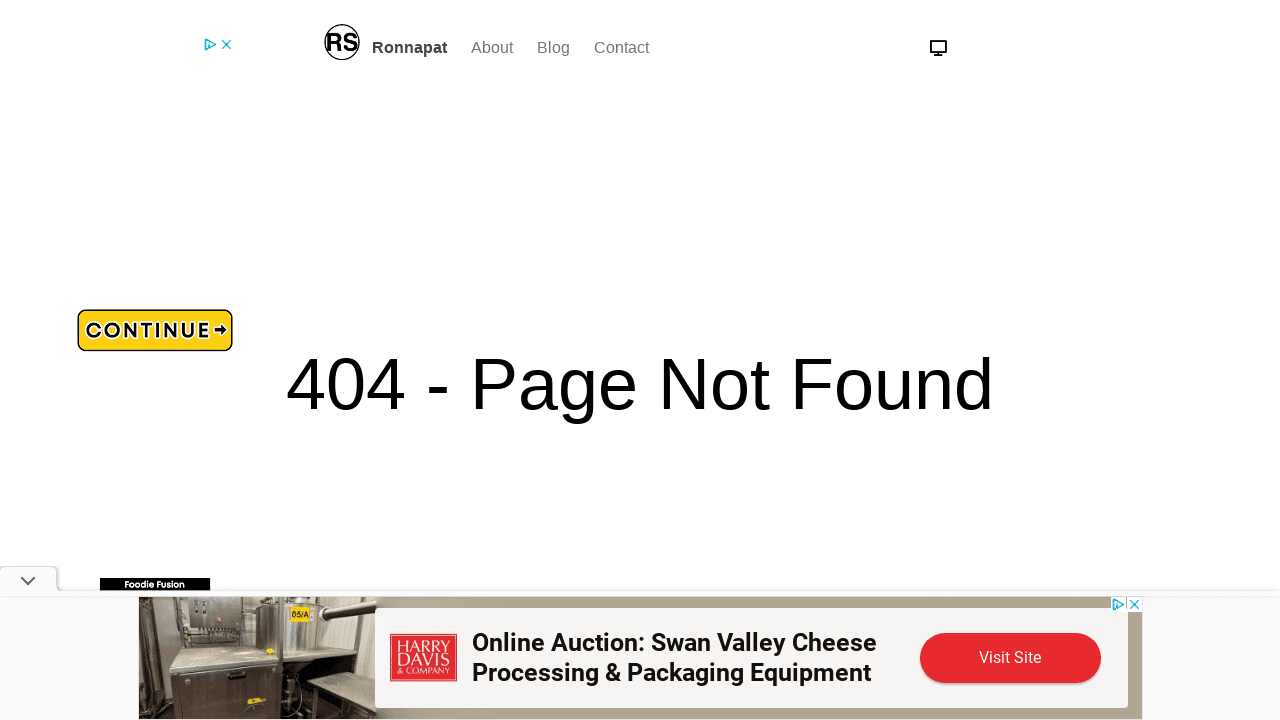 RS
Ronnapat
About
Blog
Contact
CONTINUE
404 - Page Not Found
Foodie Fusion
05/A
HARRY
DAVIS
& COMPANY
Online Auction: Swan Valley Cheese
Processing & Packaging Equipment
Visit Site